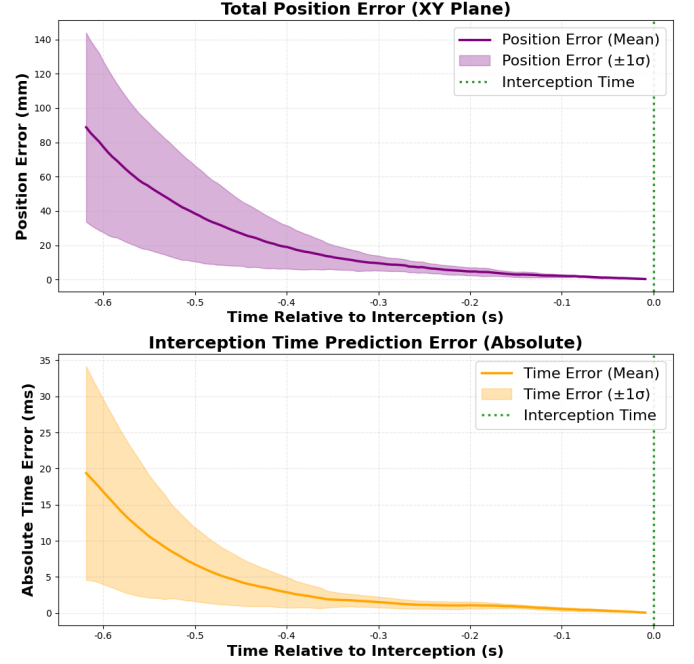 Total Position Error (XY Plane)
Position Error (mm)
140
120
100
80
60
40
20
0
Position Error (Mean)
Position Error (±1σ)
Interception Time
-0.6
-0.5
-0.4
-0.3
-0.2
-0.1
0.0
Time Relative to Interception (s)
Interception Time Prediction Error (Absolute)
Absolute Time Error (ms)
35
30
25
20
15
10
5
0
Time Error (Mean)
Time Error (±1σ)
Interception Time
-0.6
-0.5
-0.4
-0.3
-0.2
-0.1
0.0
Time Relative to Interception (s)